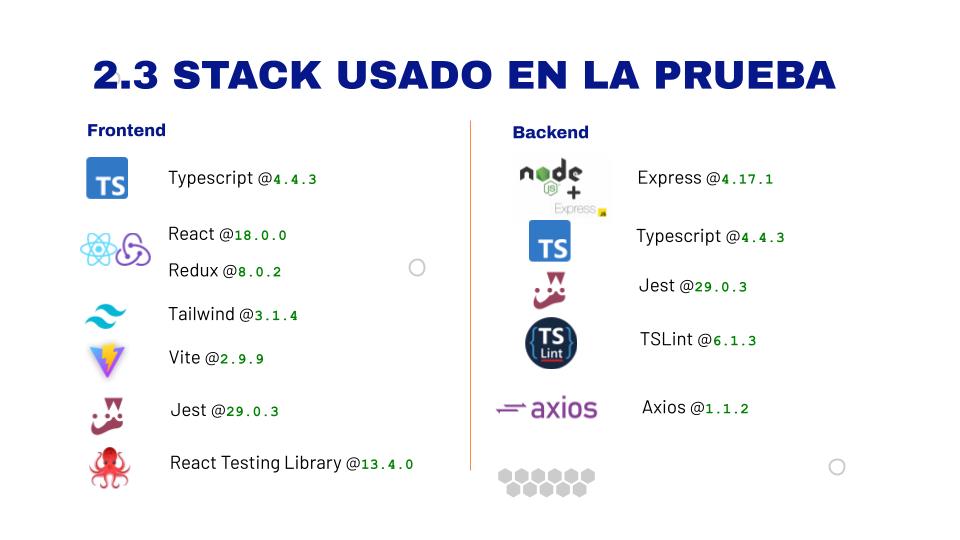 2.3 STACK USADO EN LA PRUEBA
Frontend
TS
Typescript @4.4.3
React @18.0.0
Redux @8.0.2
Tailwind @3.1.4
Vite @2.9.9
Jest @29.0.3
React Testing Library @13.4.0
Backend
node
JS
+
Express
JS
Express @4.17.1
TS
Typescript @4.4.3
Jest @29.0.3
{TS}
Lint
TSLint @6.1.3
axios
Axios @1.1.2